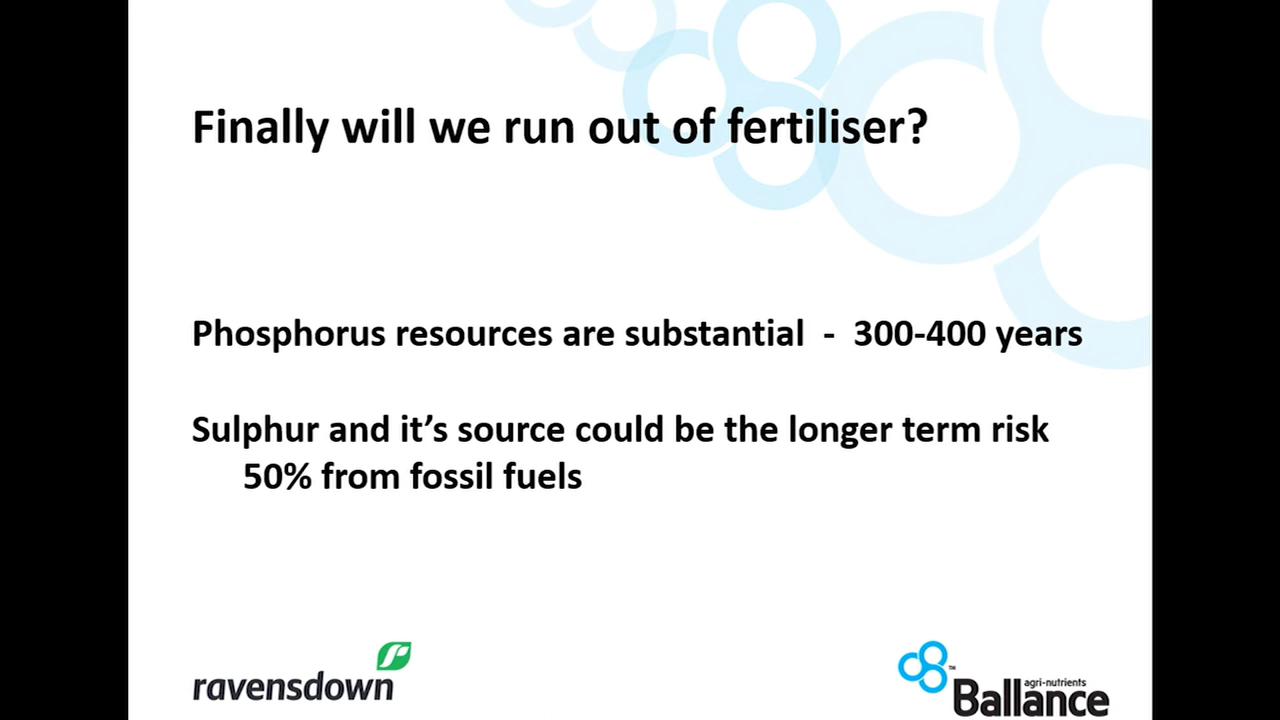 Finally will we run out of fertiliser?
Phosphorus resources are substantial - 300-400 years
Sulphur and it's source could be the longer term risk
50% from fossil fuels
ravensdown
TM
agri-nutrients
Ballance